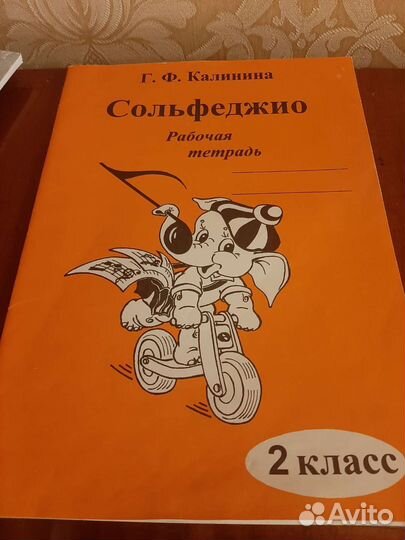 Г. Ф. Калинина
Сольфеджио
Рабочая
тетрадь
2 класс
Avito